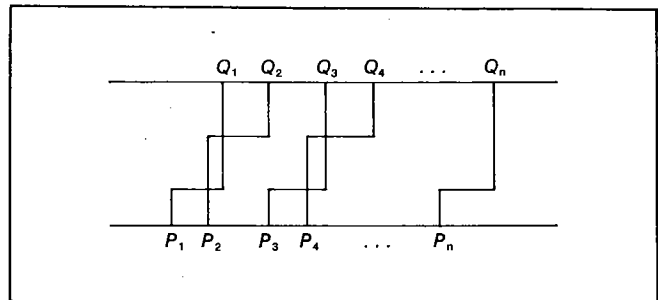 Q₁ Q₂ Q₃ Q₄ ... Qₙ
P₁ P₂ P₃ P₄ ... Pₙ